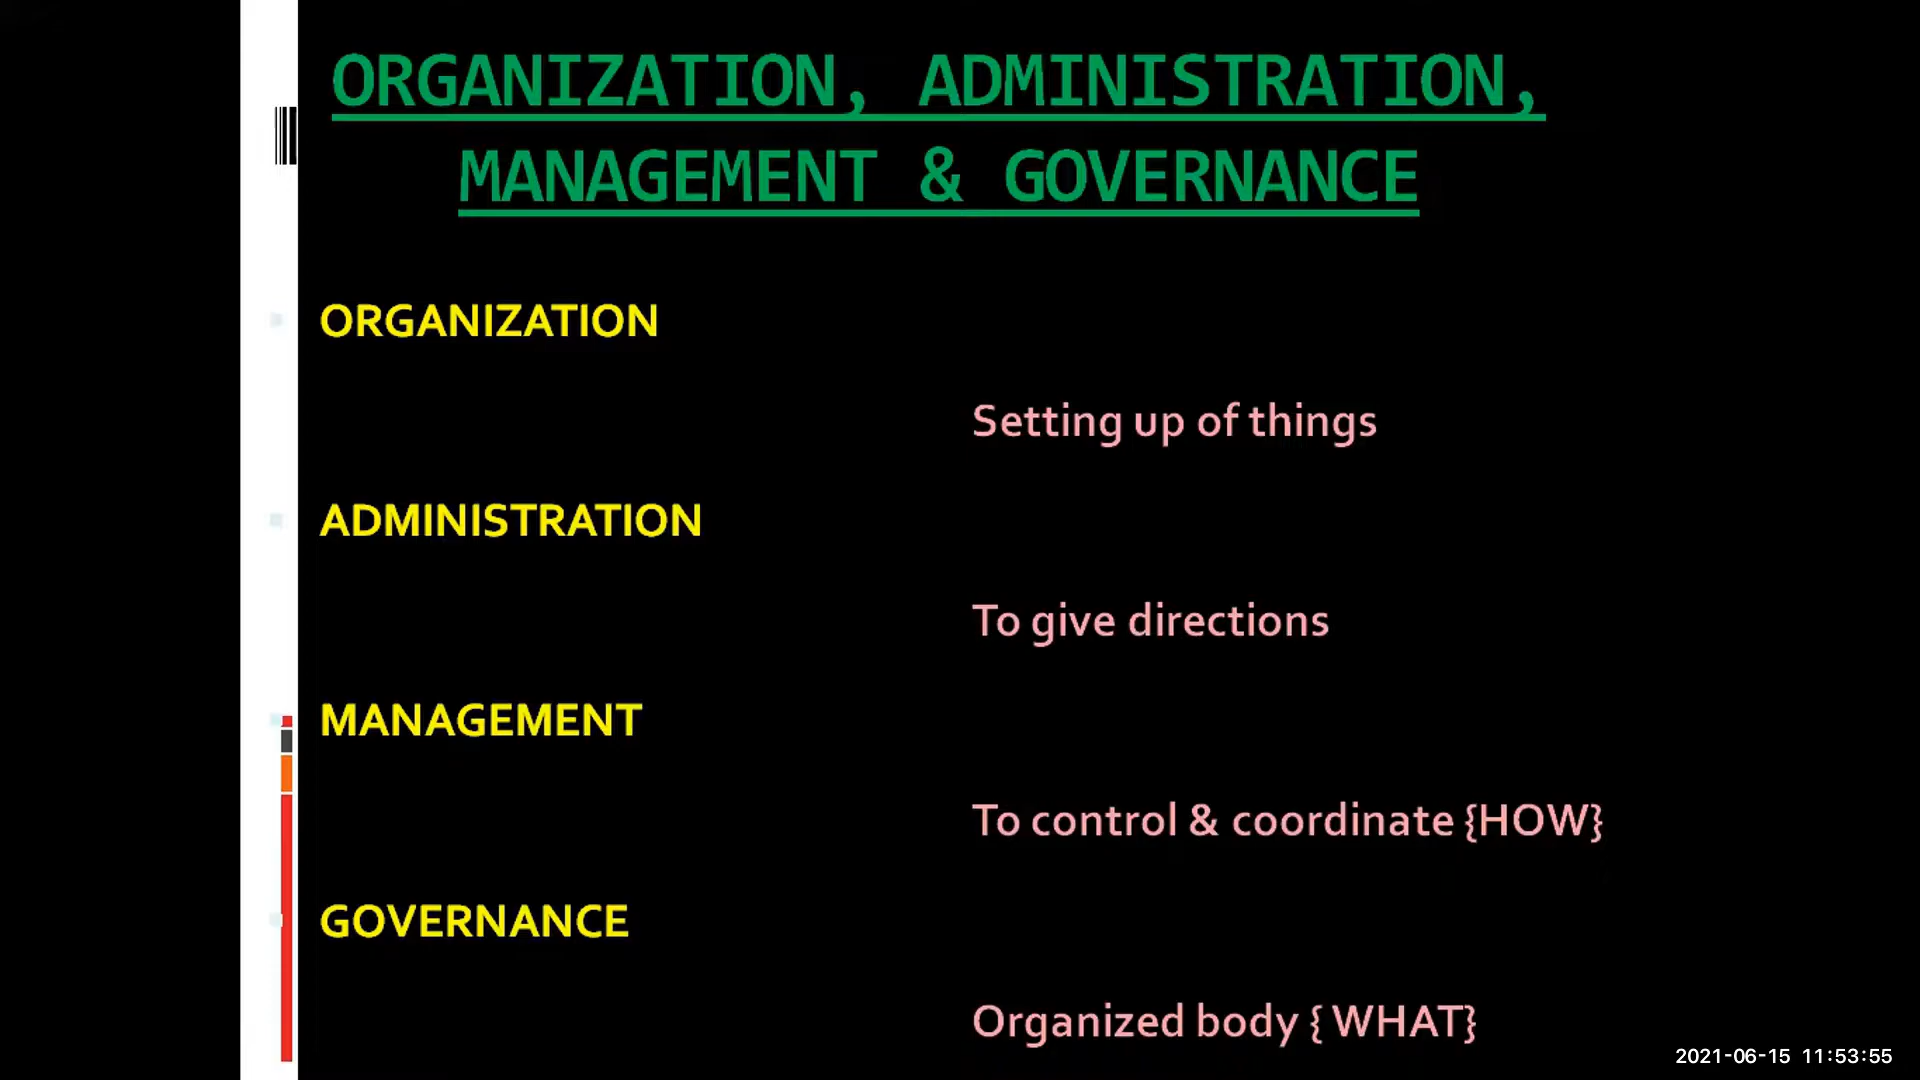 ORGANIZATION, ADMINISTRATION,
MANAGEMENT & GOVERNANCE
ORGANIZATION
Setting up of things
ADMINISTRATION
To give directions
MANAGEMENT
To control & coordinate {HOW}
GOVERNANCE
Organized body { WHAT}
2021-06-15 11:53:55